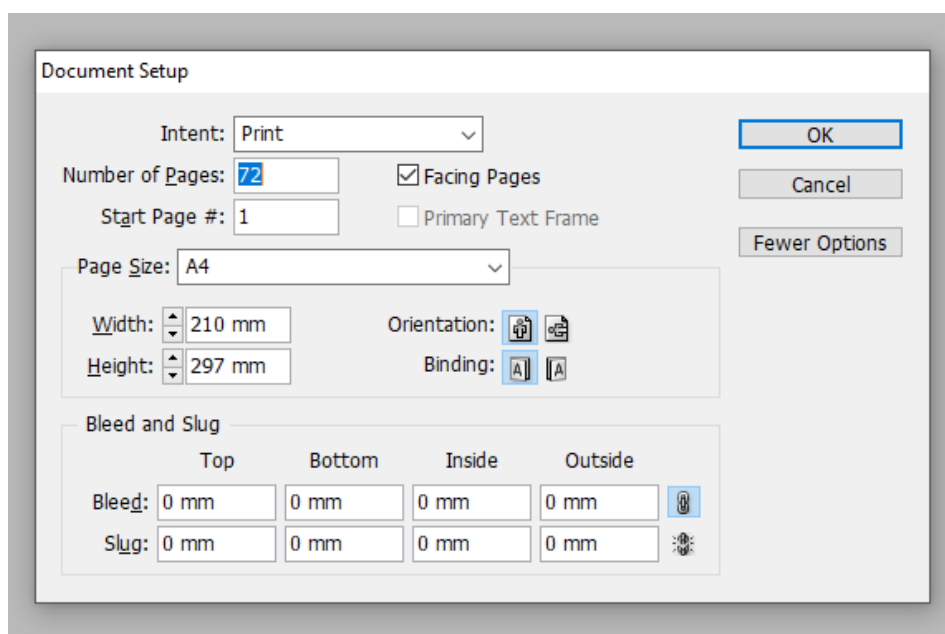 Document Setup
Intent: Print
OK
Number of Pages: 72
Facing Pages
Cancel
Start Page #: 1
Primary Text Frame
Fewer Options
Page Size: A4
Width: 210 mm
Orientation:
Height: 297 mm
Binding: A A
Bleed and Slug
Top Bottom Inside Outside
Bleed: 0 mm 0 mm 0 mm 0 mm
Slug: 0 mm 0 mm 0 mm 0 mm